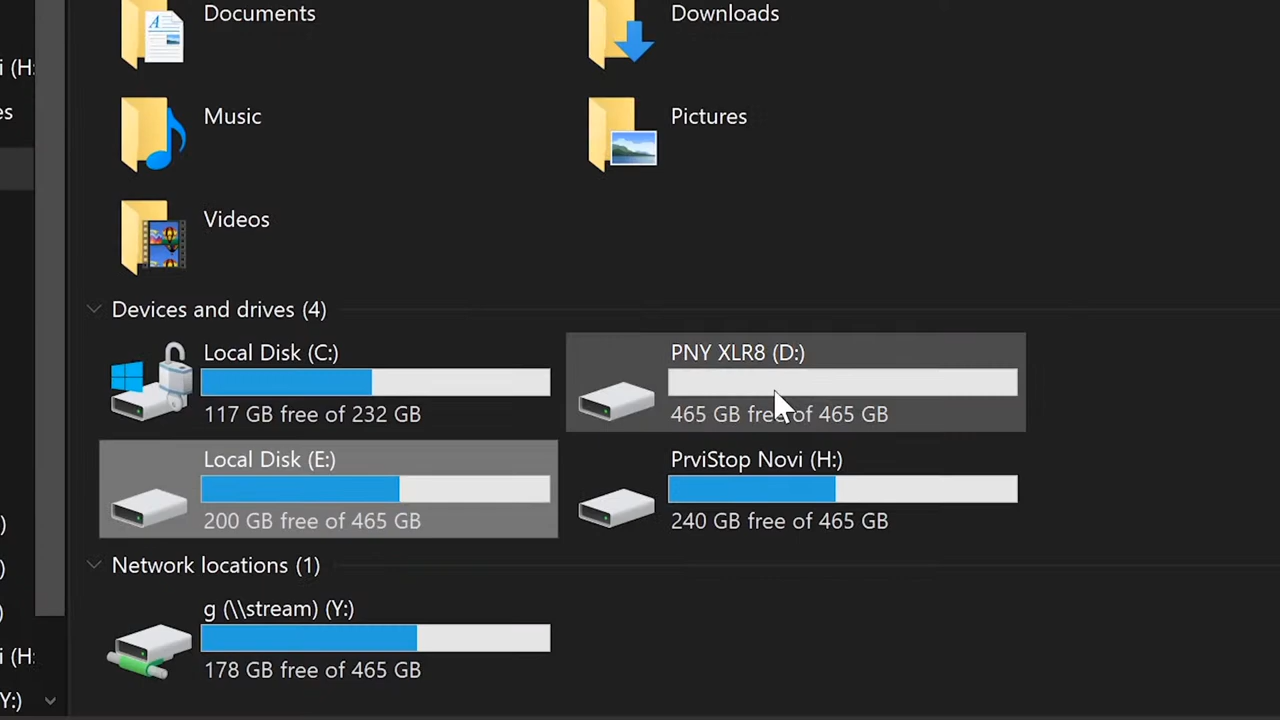 Documents
Downloads
i (H:
es
Music
Pictures
Videos
Devices and drives (4)
Local Disk (C:)
117 GB free of 232 GB
PNY XLR8 (D:)
465 GB free of 465 GB
Local Disk (E:)
200 GB free of 465 GB
PrviStop Novi (H:)
240 GB free of 465 GB
)
Network locations (1)
)
g (\\stream) (Y:)
178 GB free of 465 GB
)
i (H:
Y:)